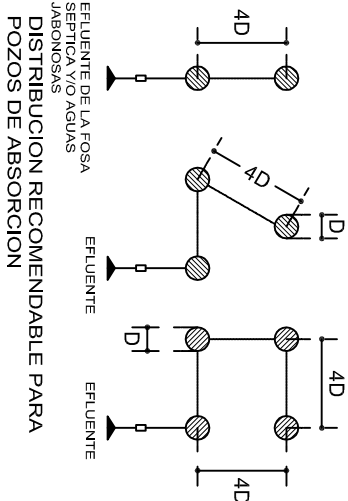 4D
EFLUENTE DE LA FOSA
SEPTICA Y/O AGUAS
JABONOSAS
4D
D
EFLUENTE
D
4D
4D
EFLUENTE
DISTRIBUCION RECOMENDABLE PARA
POZOS DE ABSORCION